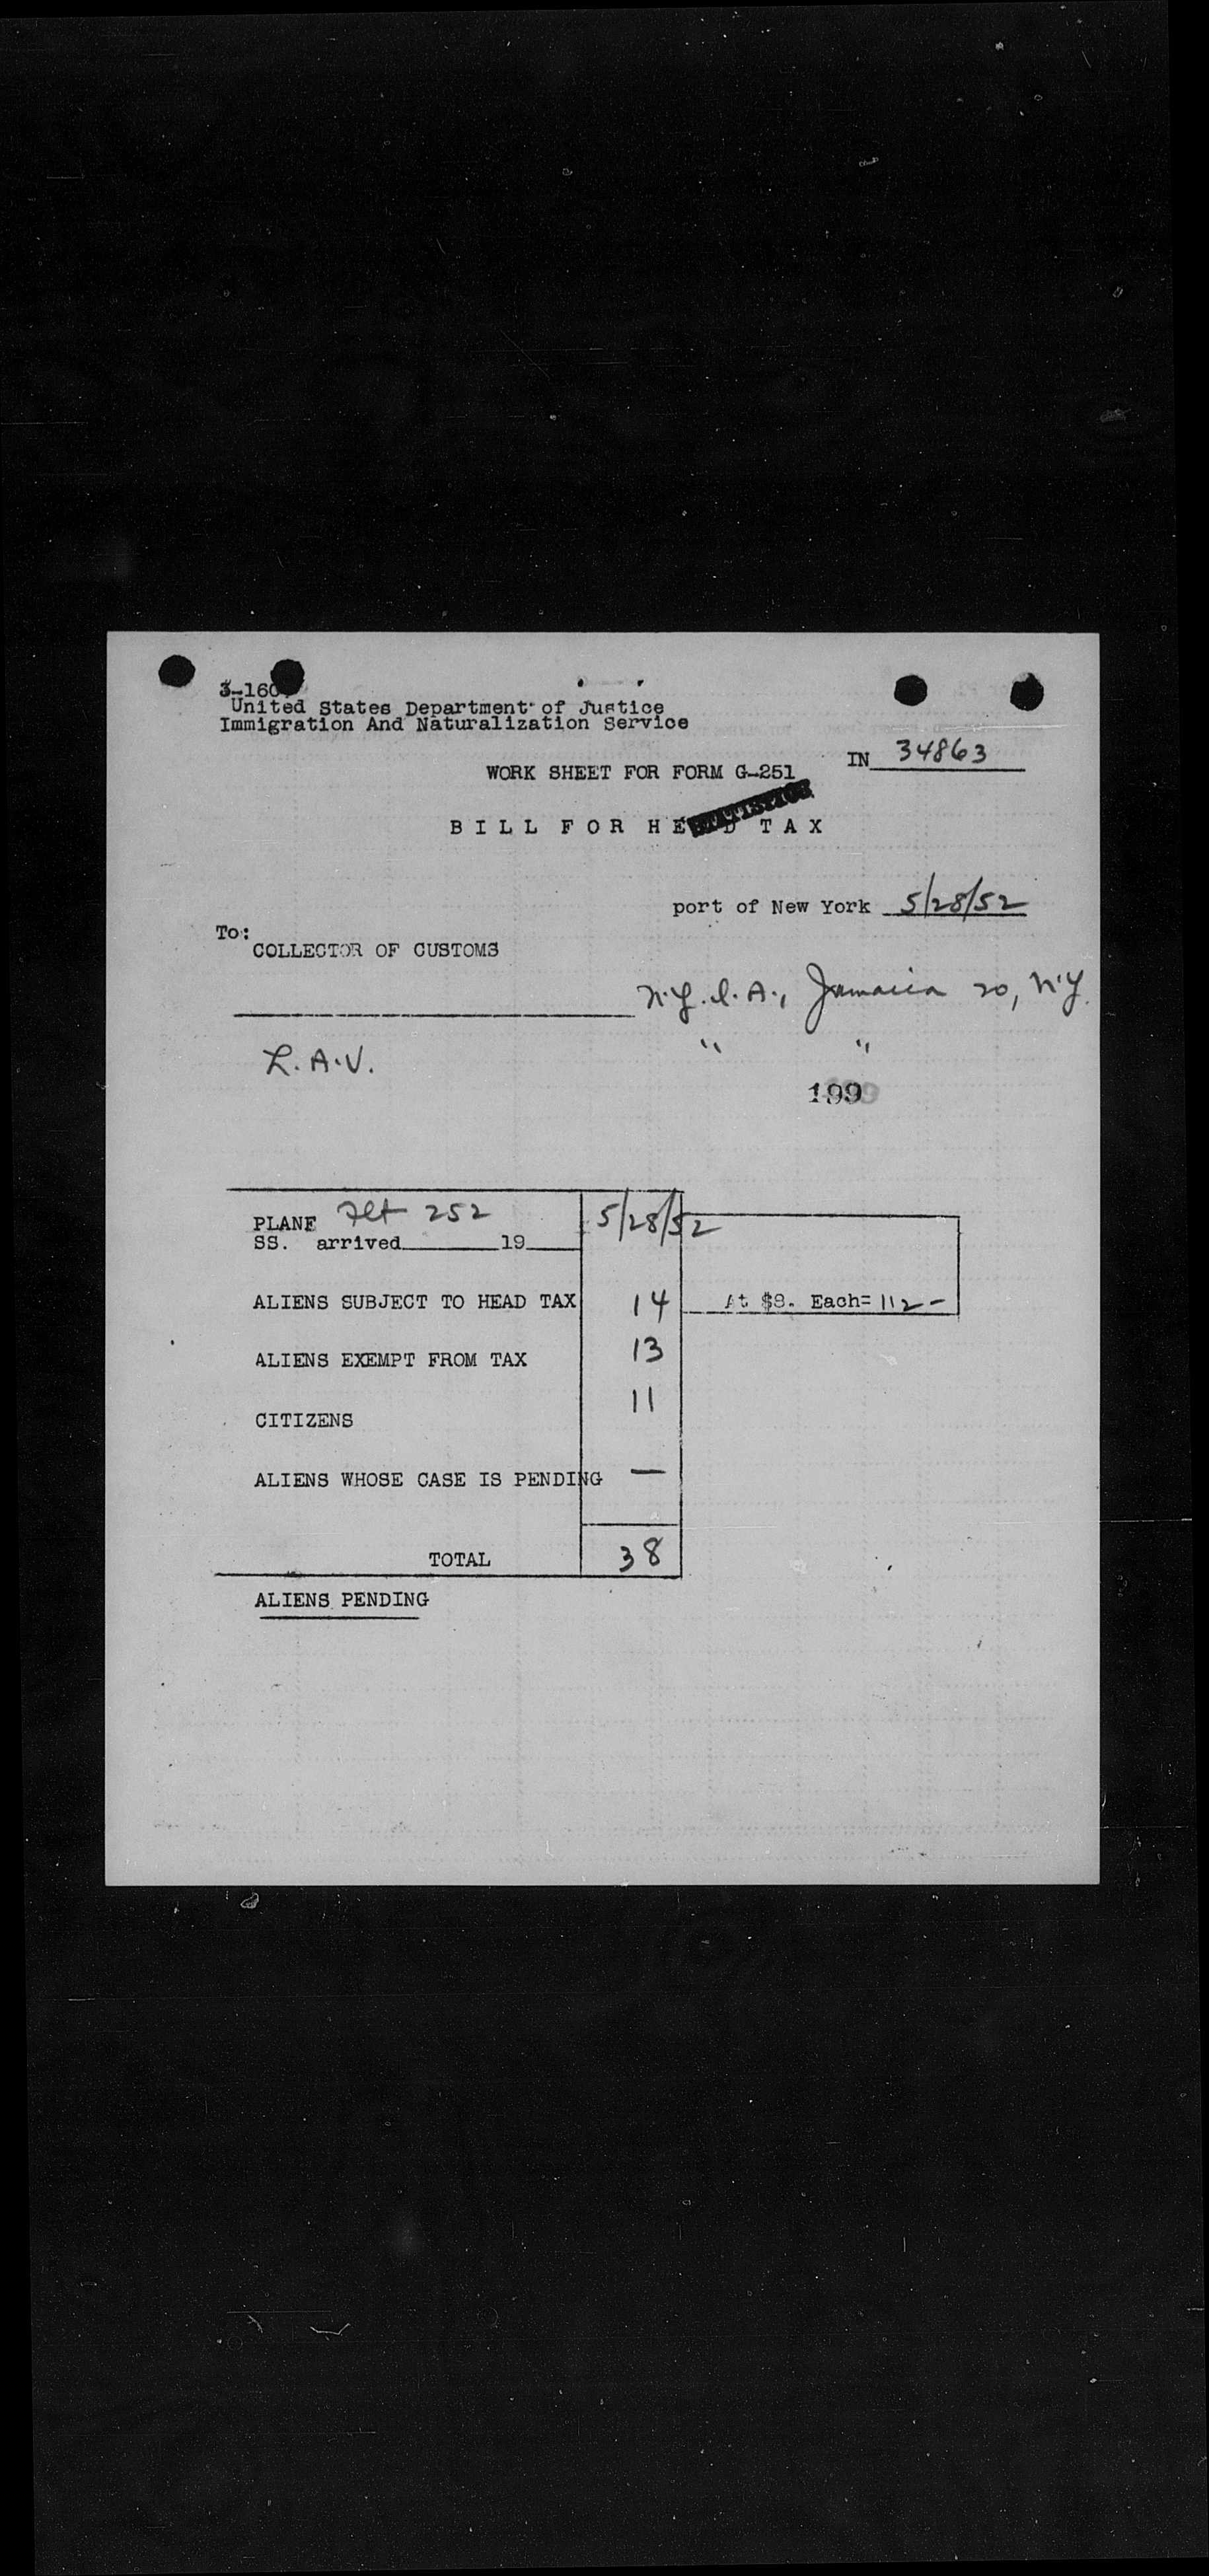 3-160
United States Department of Justice
Immigration And Naturalization Service
IN 34863
WORK SHEET FOR FORM G-251
STATISTICS
BILL FOR HEAD TAX
port of New York 5/28/52
To:
COLLECTOR OF CUSTOMS
N.Y.I.A., Jamaica 20, N.Y.
L.A.V. " "
199
PLANE Flt 252 5/28/52
SS. arrived 19
ALIENS SUBJECT TO HEAD TAX 14 At $8. Each= 112-
ALIENS EXEMPT FROM TAX 13
CITIZENS 11
ALIENS WHOSE CASE IS PENDING —
TOTAL 38
ALIENS PENDING